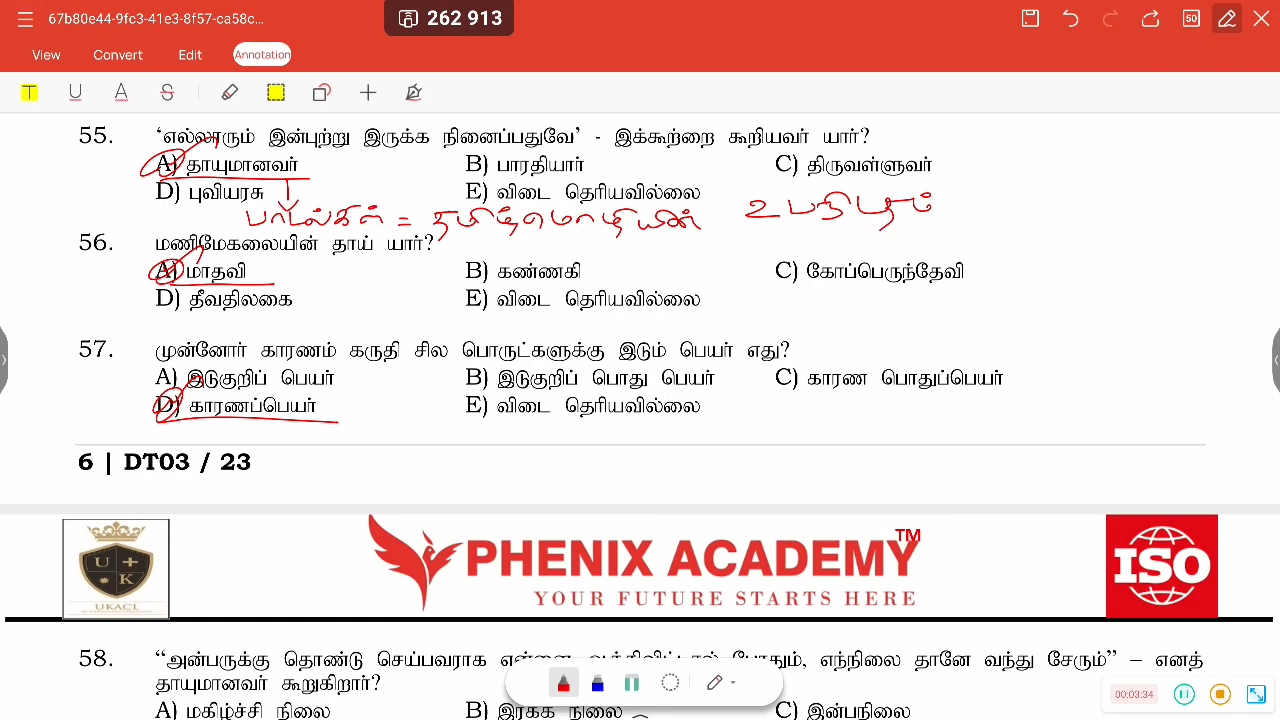 67b80e44-9fc3-41e3-8f57-ca58c...
262 913
50
View Convert Edit Annotation
T U A S
55. ‘எல்லாரும் இன்புற்று இருக்க நினைப்பதுவே’ - இக்கூற்றை கூறியவர் யார்?
A) தாயுமானவர் B) பாரதியார் C) திருவள்ளுவர்
D) புவியரசு E) விடை தெரியவில்லை
பாடல்கள் = தமிழ்மொழியின் உபநிடதம்
56. மணிமேகலையின் தாய் யார்?
A) மாதவி B) கண்ணகி C) கோப்பெருந்தேவி
D) தீவதிலகை E) விடை தெரியவில்லை
57. முன்னோர் காரணம் கருதி சில பொருட்களுக்கு இடும் பெயர் எது?
A) இடுகுறிப் பெயர் B) இடுகுறிப் பொது பெயர் C) காரண பொதுப்பெயர்
D) காரணப்பெயர் E) விடை தெரியவில்லை
6 | DT03 / 23
U +
K
UKACL
PHENIX ACADEMY TM
YOUR FUTURE STARTS HERE
ISO
58. “அன்பருக்கு தொண்டு செய்பவராக என்னை போதும், எந்நிலை தானே வந்து சேரும்” – எனத்
தாயுமானவர் கூறுகிறார்?
A) மகிழ்ச்சி நிலை B) இரக்க நிலை C) இன்பநிலை
00:03:34